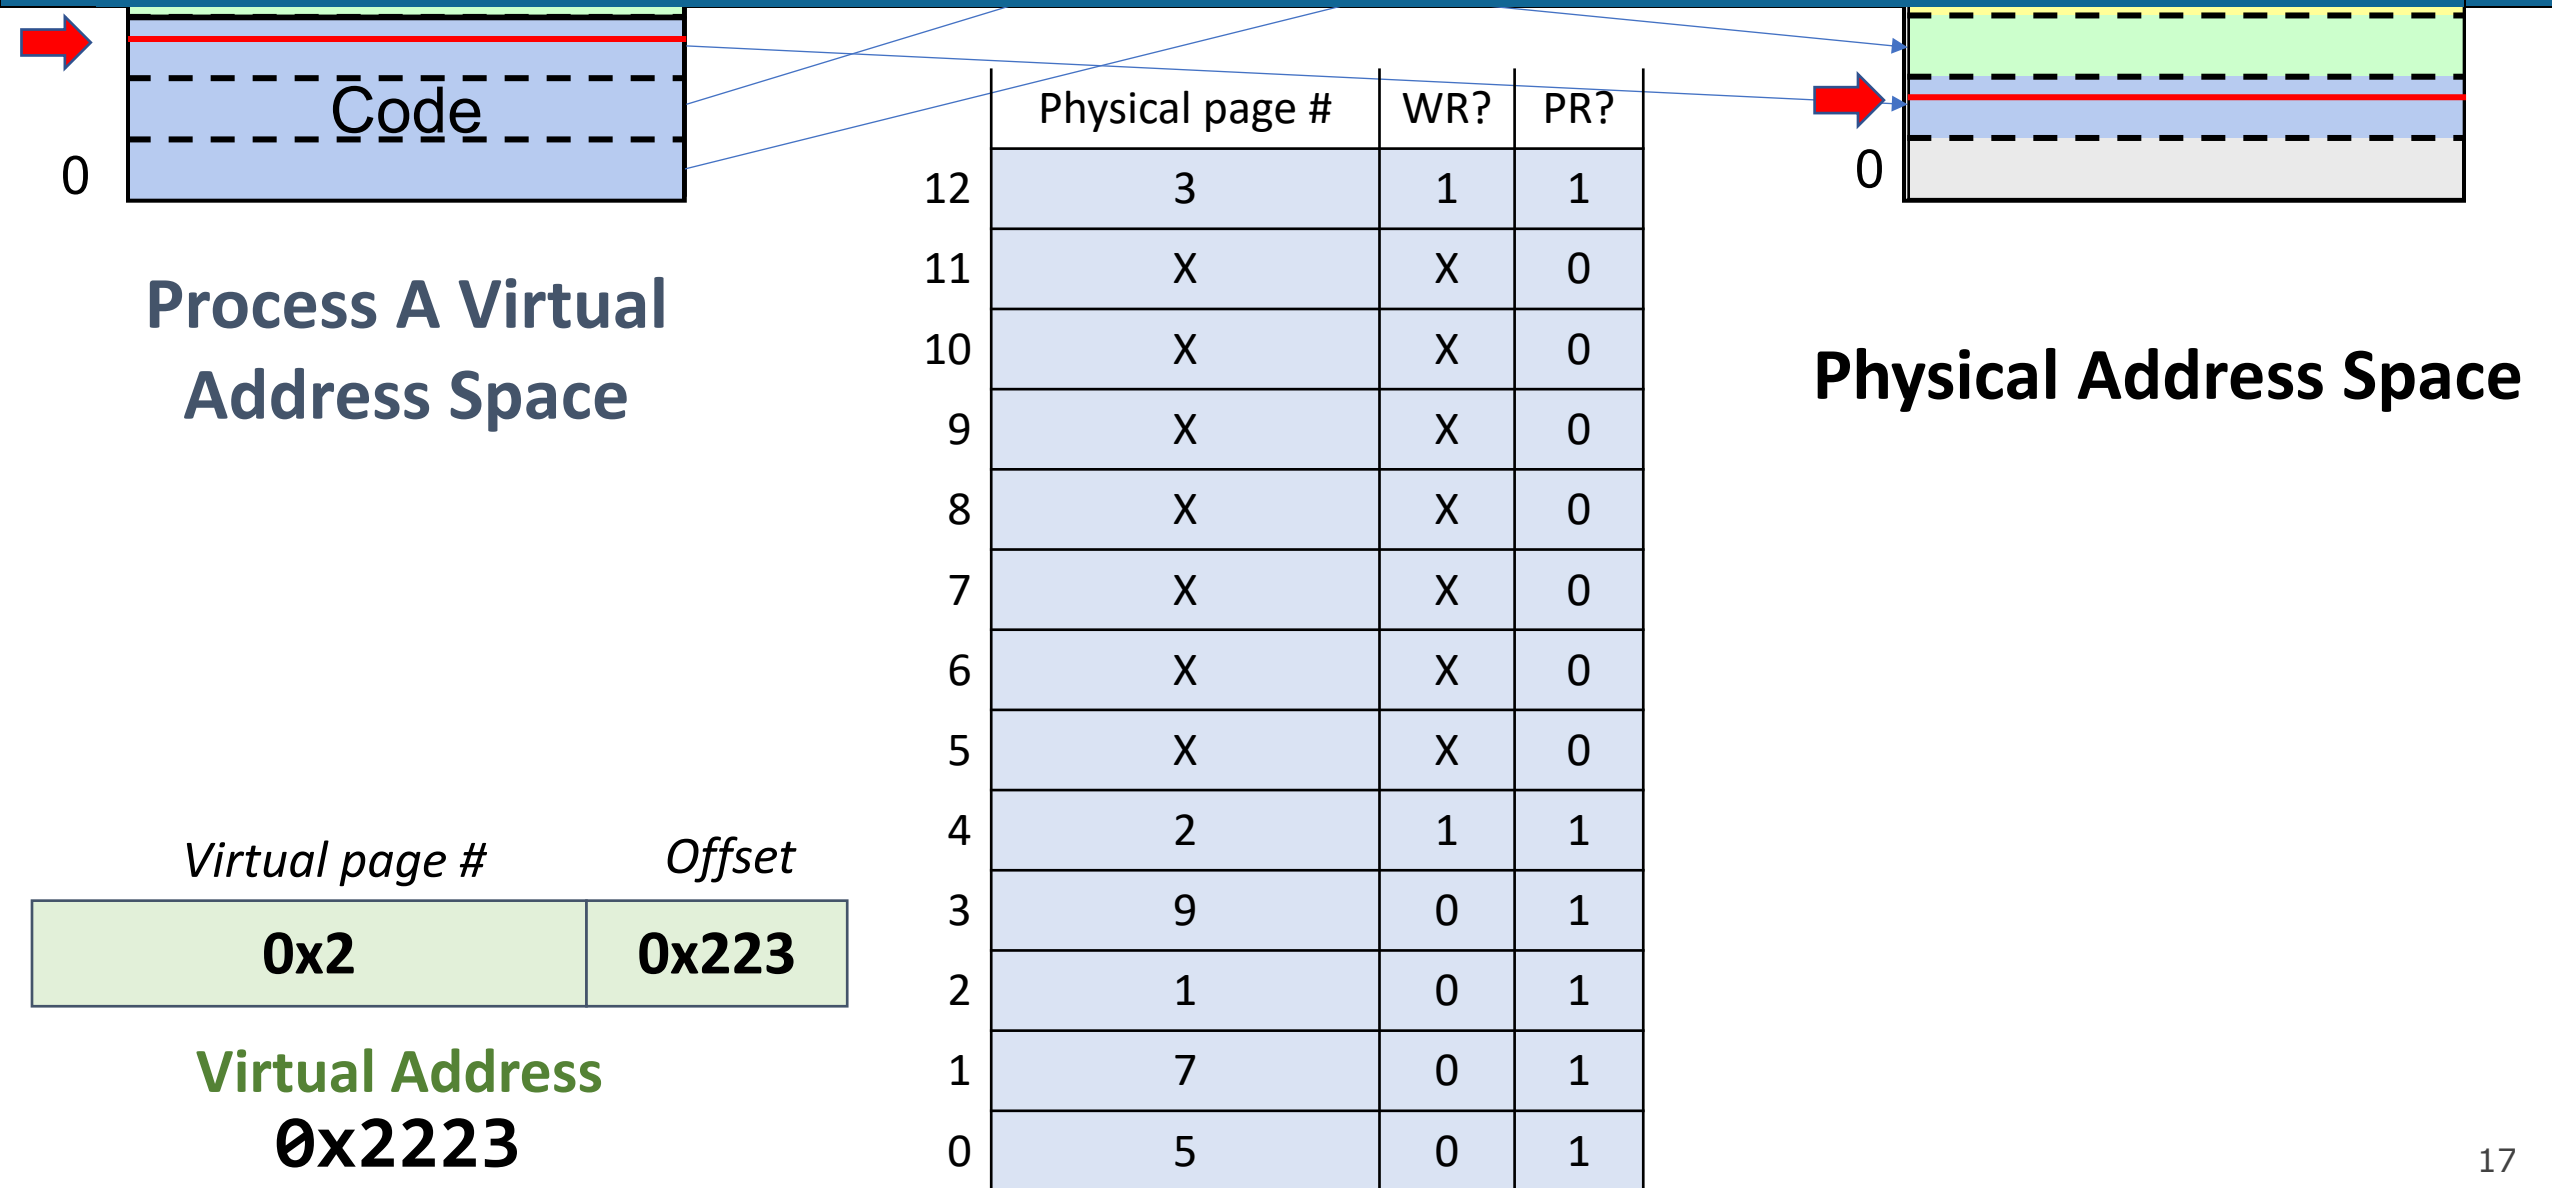 Code
0
Process A Virtual
Address Space
Physical page # WR? PR?
12 3 1 1
11 X X 0
10 X X 0
9 X X 0
8 X X 0
7 X X 0
6 X X 0
5 X X 0
4 2 1 1
3 9 0 1
2 1 0 1
1 7 0 1
0 5 0 1
0
Physical Address Space
Virtual page # Offset
0x2 0x223
Virtual Address
0x2223
17